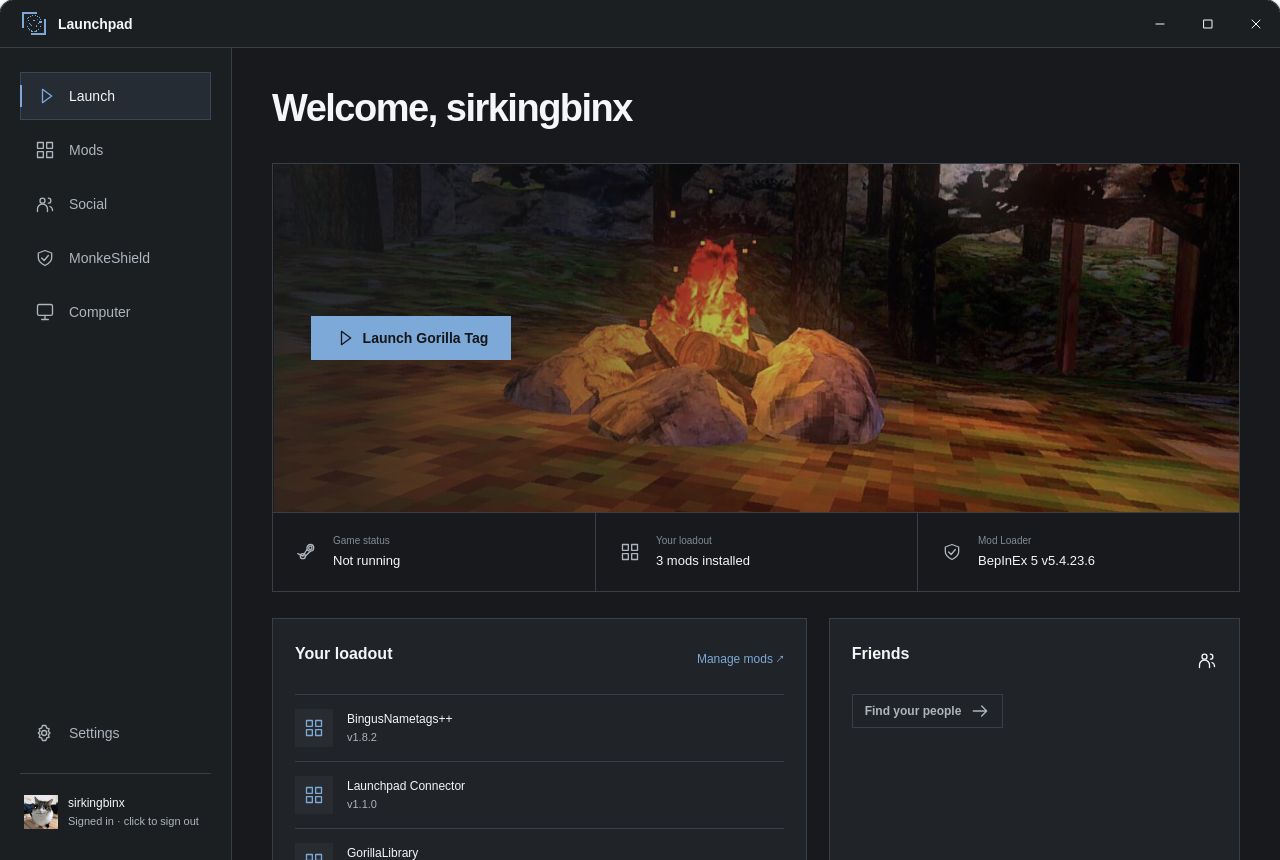 Launchpad
Launch
Mods
Social
MonkeShield
Computer
Settings
sirkingbinx
Signed in · click to sign out
Welcome, sirkingbinx
Launch Gorilla Tag
Game status
Not running
Your loadout
3 mods installed
Mod Loader
BepInEx 5 v5.4.23.6
Your loadout
Manage mods ↗
BingusNametags++
v1.8.2
Launchpad Connector
v1.1.0
GorillaLibrary
Friends
Find your people